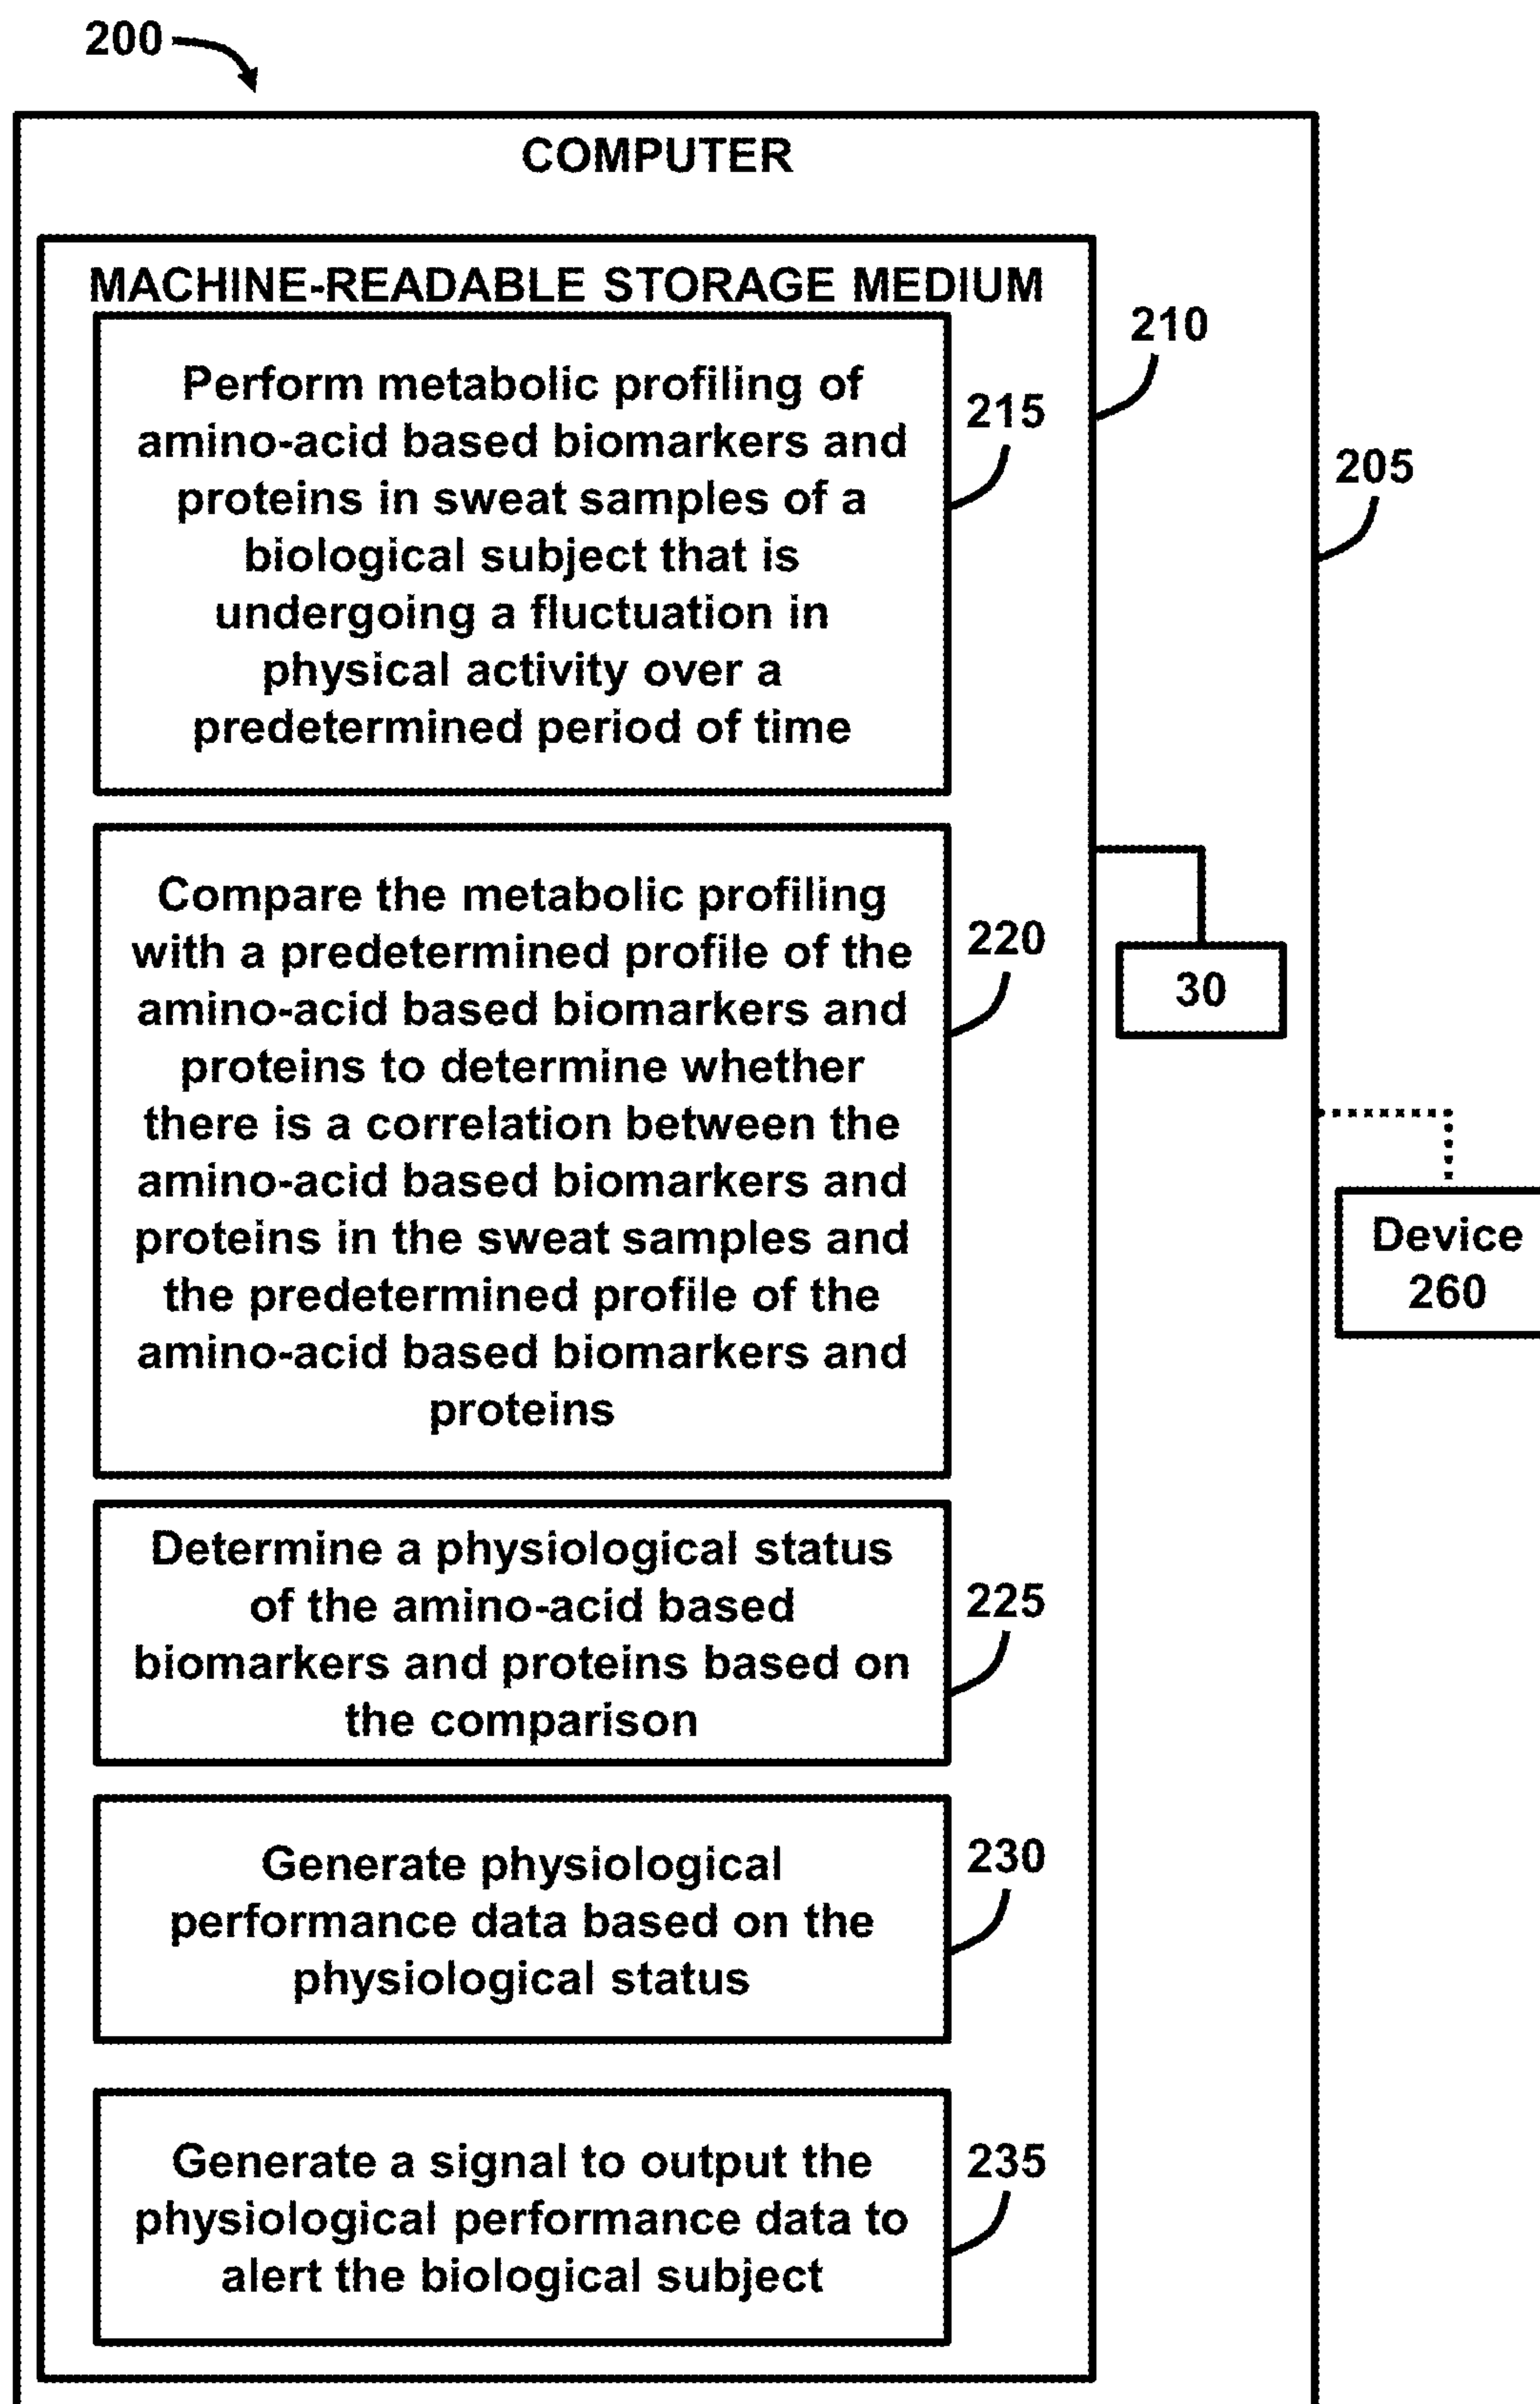 200
COMPUTER
MACHINE-READABLE STORAGE MEDIUM
210
Perform metabolic profiling of
amino-acid based biomarkers and
proteins in sweat samples of a
biological subject that is
undergoing a fluctuation in
physical activity over a
predetermined period of time
215
205
Compare the metabolic profiling
with a predetermined profile of the
amino-acid based biomarkers and
proteins to determine whether
there is a correlation between the
amino-acid based biomarkers and
proteins in the sweat samples and
the predetermined profile of the
amino-acid based biomarkers and
proteins
220
30
Device
260
Determine a physiological status
of the amino-acid based
biomarkers and proteins based on
the comparison
225
Generate physiological
performance data based on the
physiological status
230
Generate a signal to output the
physiological performance data to
alert the biological subject
235